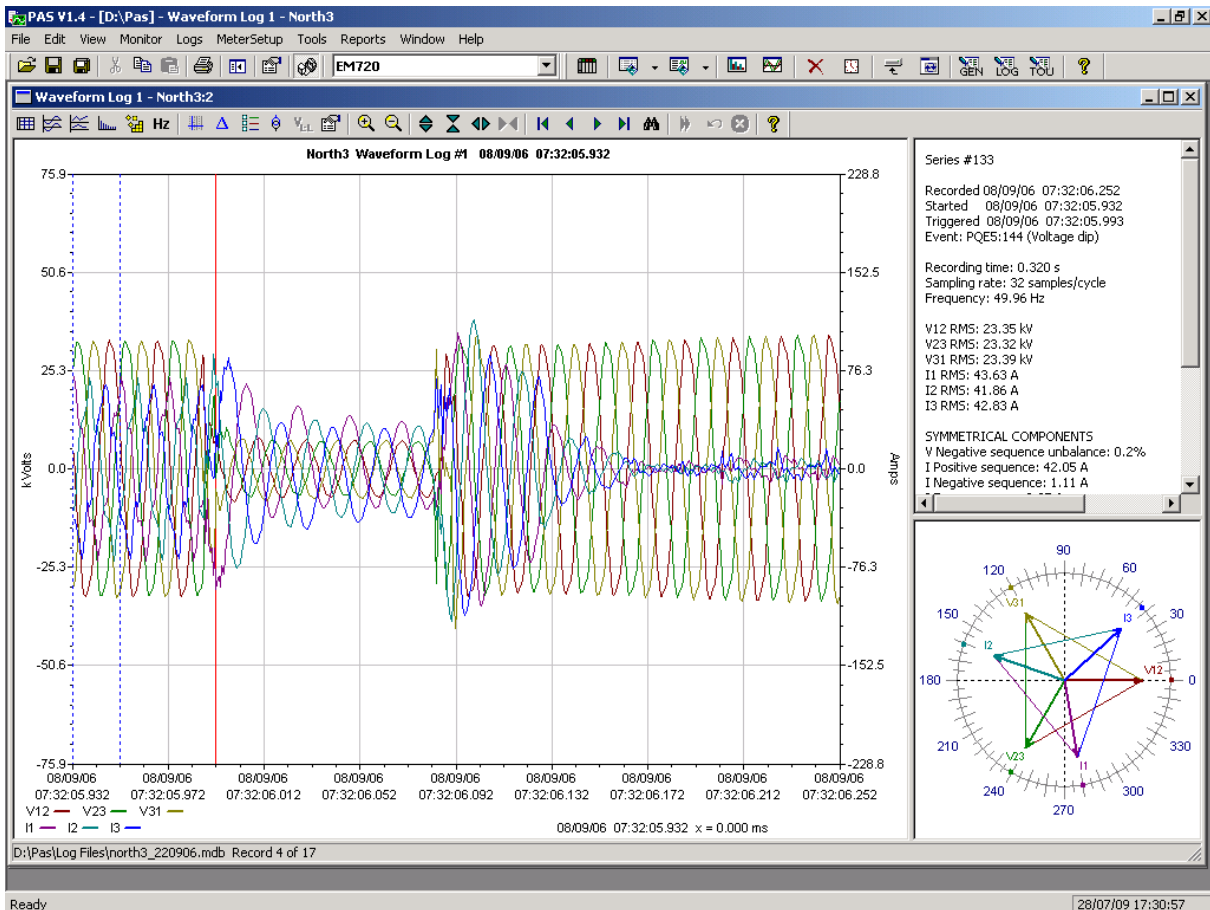 PAS V1.4 - [D:\Pas] - Waveform Log 1 - North3
File Edit View Monitor Logs MeterSetup Tools Reports Window Help
EM720 GEN LOG TOU
Waveform Log 1 - North3:2
Hz
North3 Waveform Log #1 08/09/06 07:32:05.932
75.9 228.8
50.6 152.5
25.3 76.3
0.0 0.0
-25.3 -76.3
-50.6 -152.5
-75.9 -228.8
kVolts
Amps
08/09/06 08/09/06 08/09/06 08/09/06 08/09/06 08/09/06 08/09/06 08/09/06 08/09/06
07:32:05.932 07:32:05.972 07:32:06.012 07:32:06.052 07:32:06.092 07:32:06.132 07:32:06.172 07:32:06.212 07:32:06.252
V12 V23 V31
I1 I2 I3
08/09/06 07:32:05.932 x = 0.000 ms
Series #133
Recorded 08/09/06 07:32:06.252
Started 08/09/06 07:32:05.932
Triggered 08/09/06 07:32:05.993
Event: PQE5:144 (Voltage dip)
Recording time: 0.320 s
Sampling rate: 32 samples/cycle
Frequency: 49.96 Hz
V12 RMS: 23.35 kV
V23 RMS: 23.32 kV
V31 RMS: 23.39 kV
I1 RMS: 43.63 A
I2 RMS: 41.86 A
I3 RMS: 42.83 A
SYMMETRICAL COMPONENTS
V Negative sequence unbalance: 0.2%
I Positive sequence: 42.05 A
I Negative sequence: 1.11 A
90
120 60
150 30
180 0
210 330
240 300
270
V31
I3
I2
V12
V23
I1
D:\Pas\Log Files\north3_220906.mdb Record 4 of 17
Ready
28/07/09 17:30:57